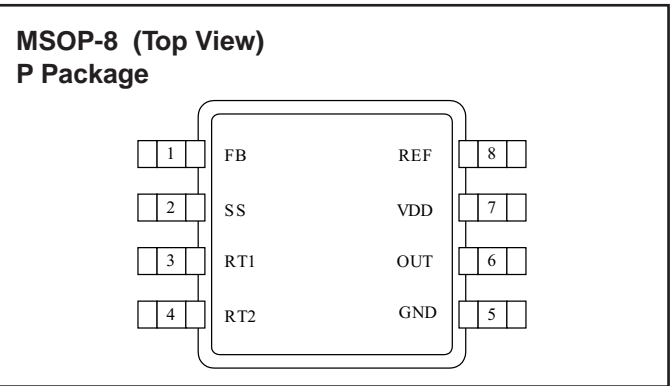 MSOP-8 (Top View)
P Package
1 FB REF 8
2 SS VDD 7
3 RT1 OUT 6
4 RT2 GND 5